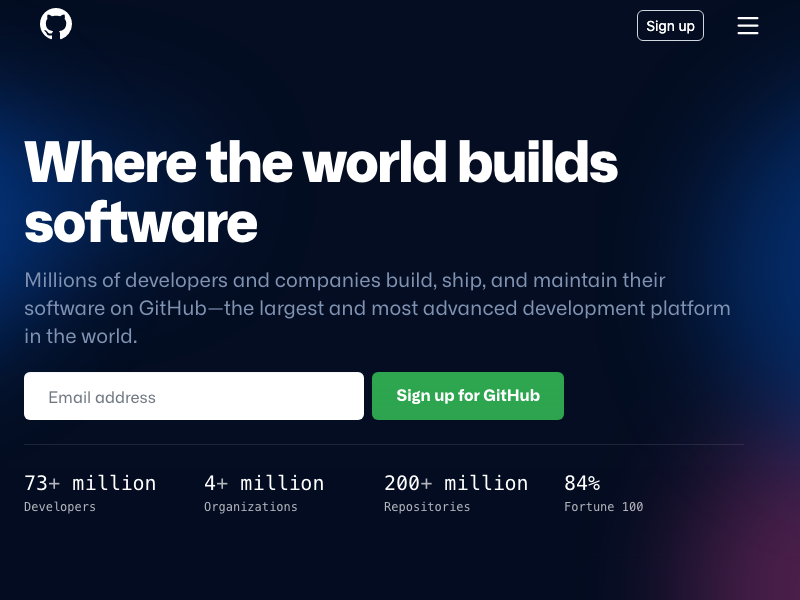 Sign up
Where the world builds
software
Millions of developers and companies build, ship, and maintain their
software on GitHub—the largest and most advanced development platform
in the world.
Email address
Sign up for GitHub
73+ million
Developers
4+ million
Organizations
200+ million
Repositories
84%
Fortune 100